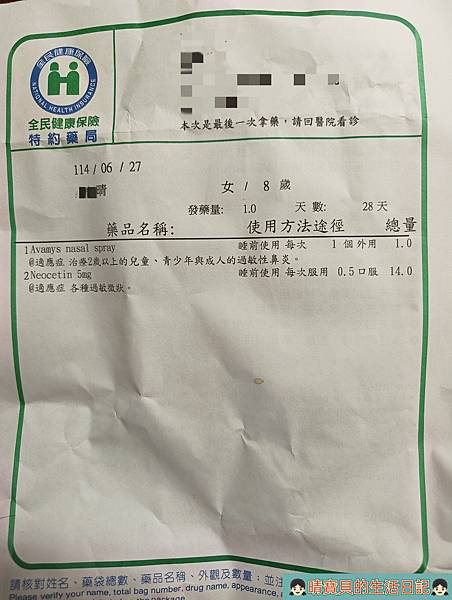 全民健康保險
NATIONAL HEALTH INSURANCE
全民健康保險
特約藥局
本次是最後一次拿藥，請回醫院看診
114/06/27
晴 女 / 8 歲
發藥量: 1.0 天數: 28天
藥品名稱: 使用方法途徑 總量
1Avamys nasal spray 睡前使用 每次 1 個外用 1.0
@適應症 治療2歲以上的兒童、青少年與成人的過敏性鼻炎。
2Neocetin 5mg 睡前使用 每次服用 0.5口服 14.0
@適應症 各種過敏徵狀。
請核對姓名、藥袋總數、藥品名稱、外觀及數量；並注
Please verify your name, total bag number, drug name, appearance,
the package
晴寶貝的生活日記